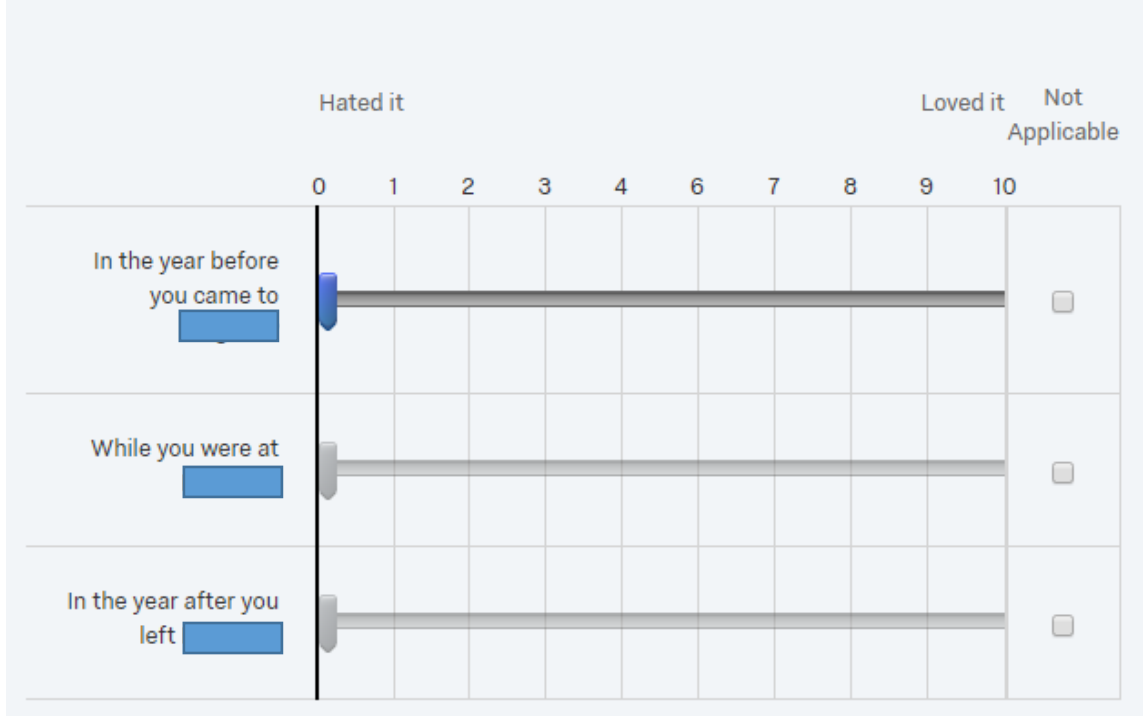 Hated it Loved it Not
Applicable
0 1 2 3 4 6 7 8 9 10
In the year before
you came to
While you were at
In the year after you
left